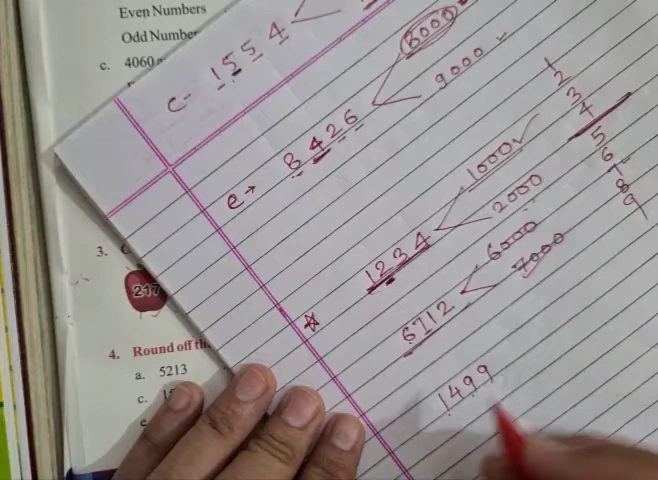 Even Numbers
Odd Number
c. 4060
3.
217
4. Round off th
a. 5213
c.
e
c- 1554
e→ 8426
8000
9000
1234
1000✓
2000
6712
6000
7000
1499
1 2 3 4 5 6 7 8 9